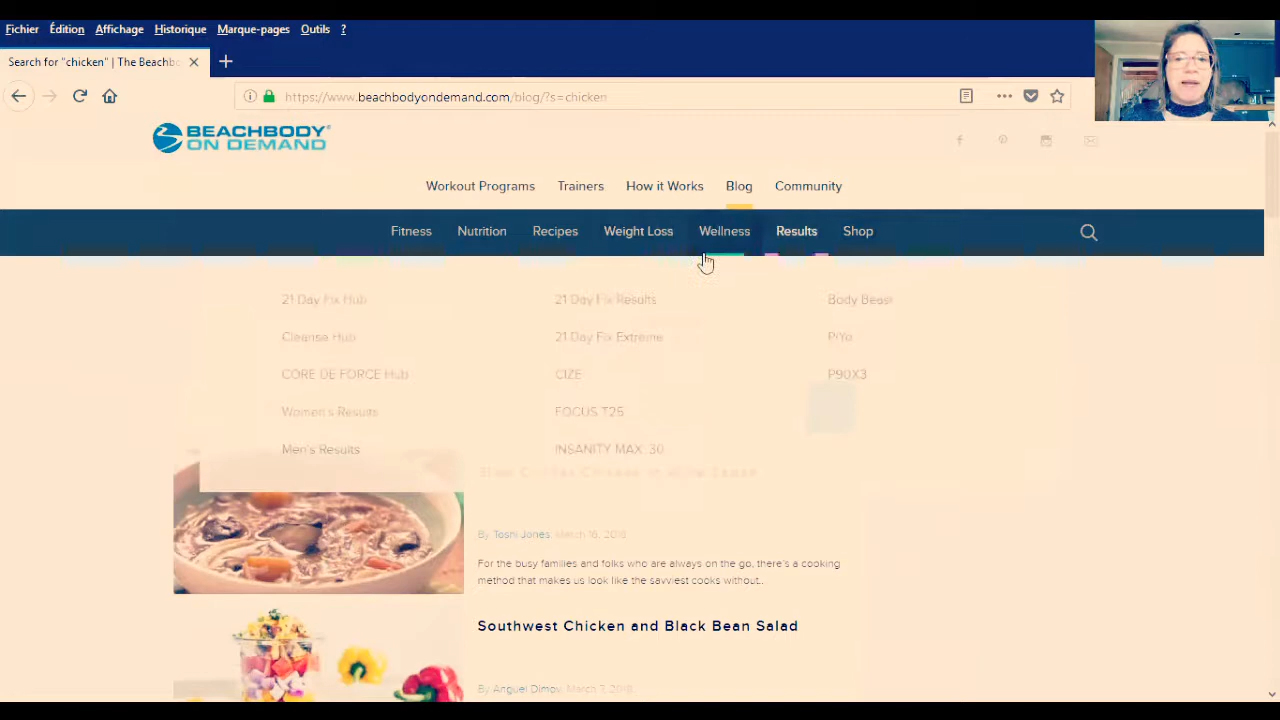 Fichier Édition Affichage Historique Marque-pages Outils ?
Search for "chicken" | The Beachbo
https://www.beachbodyondemand.com/blog/?s=chicken
BEACHBODY
ON DEMAND
Workout Programs Trainers How it Works Blog Community
Fitness Nutrition Recipes Weight Loss Wellness Results Shop
21 Day Fix Hub 21 Day Fix Results Body Beast
Cleanse Hub 21 Day Fix Extreme PiYo
CORE DE FORCE Hub CIZE P90X3
Women's Results FOCUS T25
Men's Results INSANITY MAX: 30
By Toshi Jones, March 16, 2018
For the busy families and folks who are always on the go, there's a cooking
method that makes us look like the savviest cooks without..
Southwest Chicken and Black Bean Salad
By Anguel Dimov, March 7, 2018